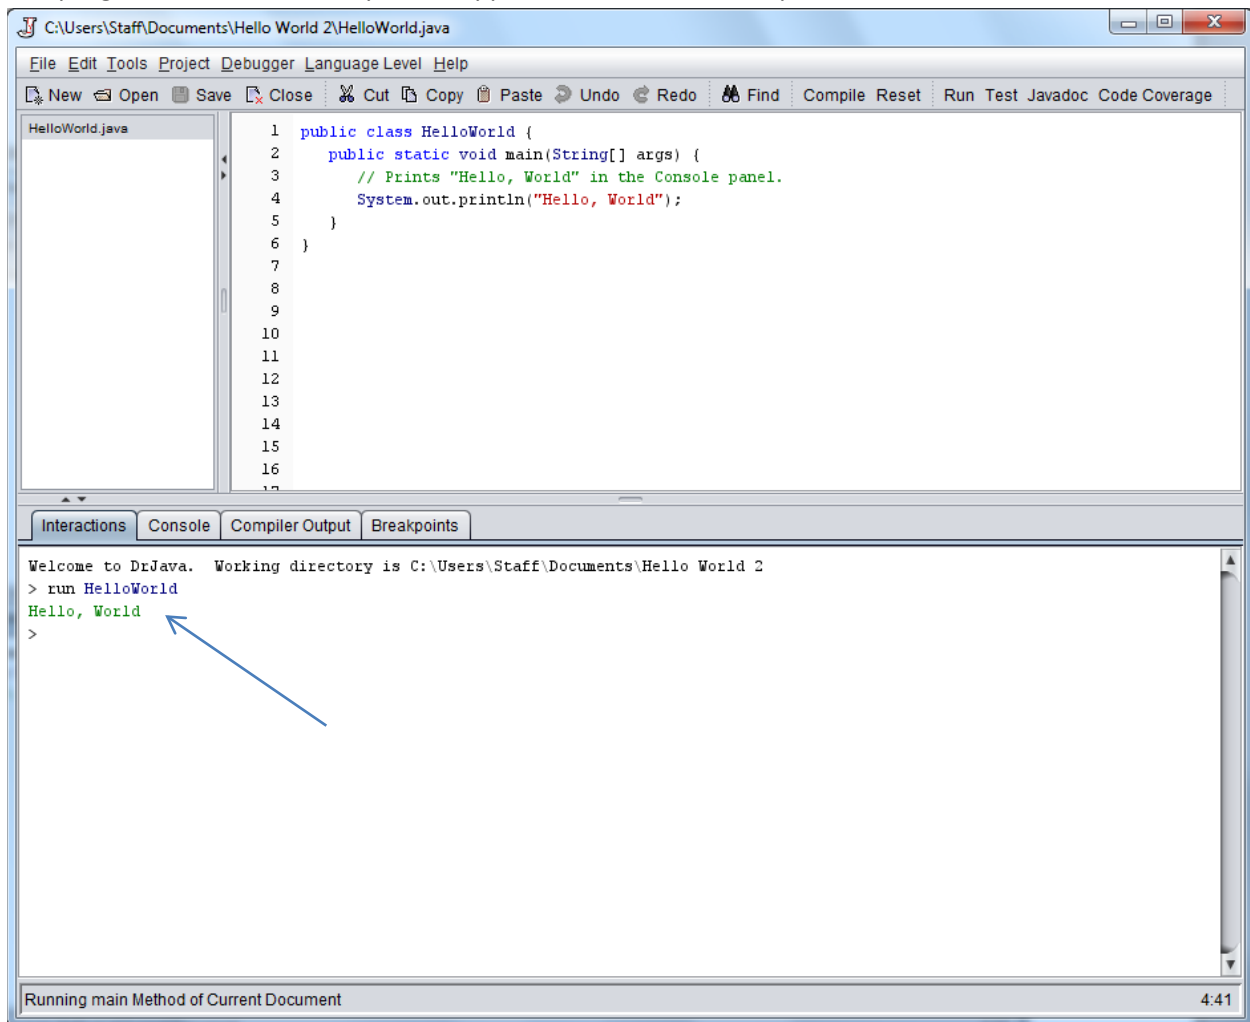 C:\Users\Staff\Documents\Hello World 2\HelloWorld.java
File Edit Tools Project Debugger Language Level Help
New Open Save Close Cut Copy Paste Undo Redo Find Compile Reset Run Test Javadoc Code Coverage
HelloWorld.java
1 public class HelloWorld {
2 public static void main(String[] args) {
3 // Prints "Hello, World" in the Console panel.
4 System.out.println("Hello, World");
5 }
6 }
7
8
9
10
11
12
13
14
15
16
Interactions Console Compiler Output Breakpoints
Welcome to DrJava. Working directory is C:\Users\Staff\Documents\Hello World 2
> run HelloWorld
Hello, World
>
Running main Method of Current Document 4:41